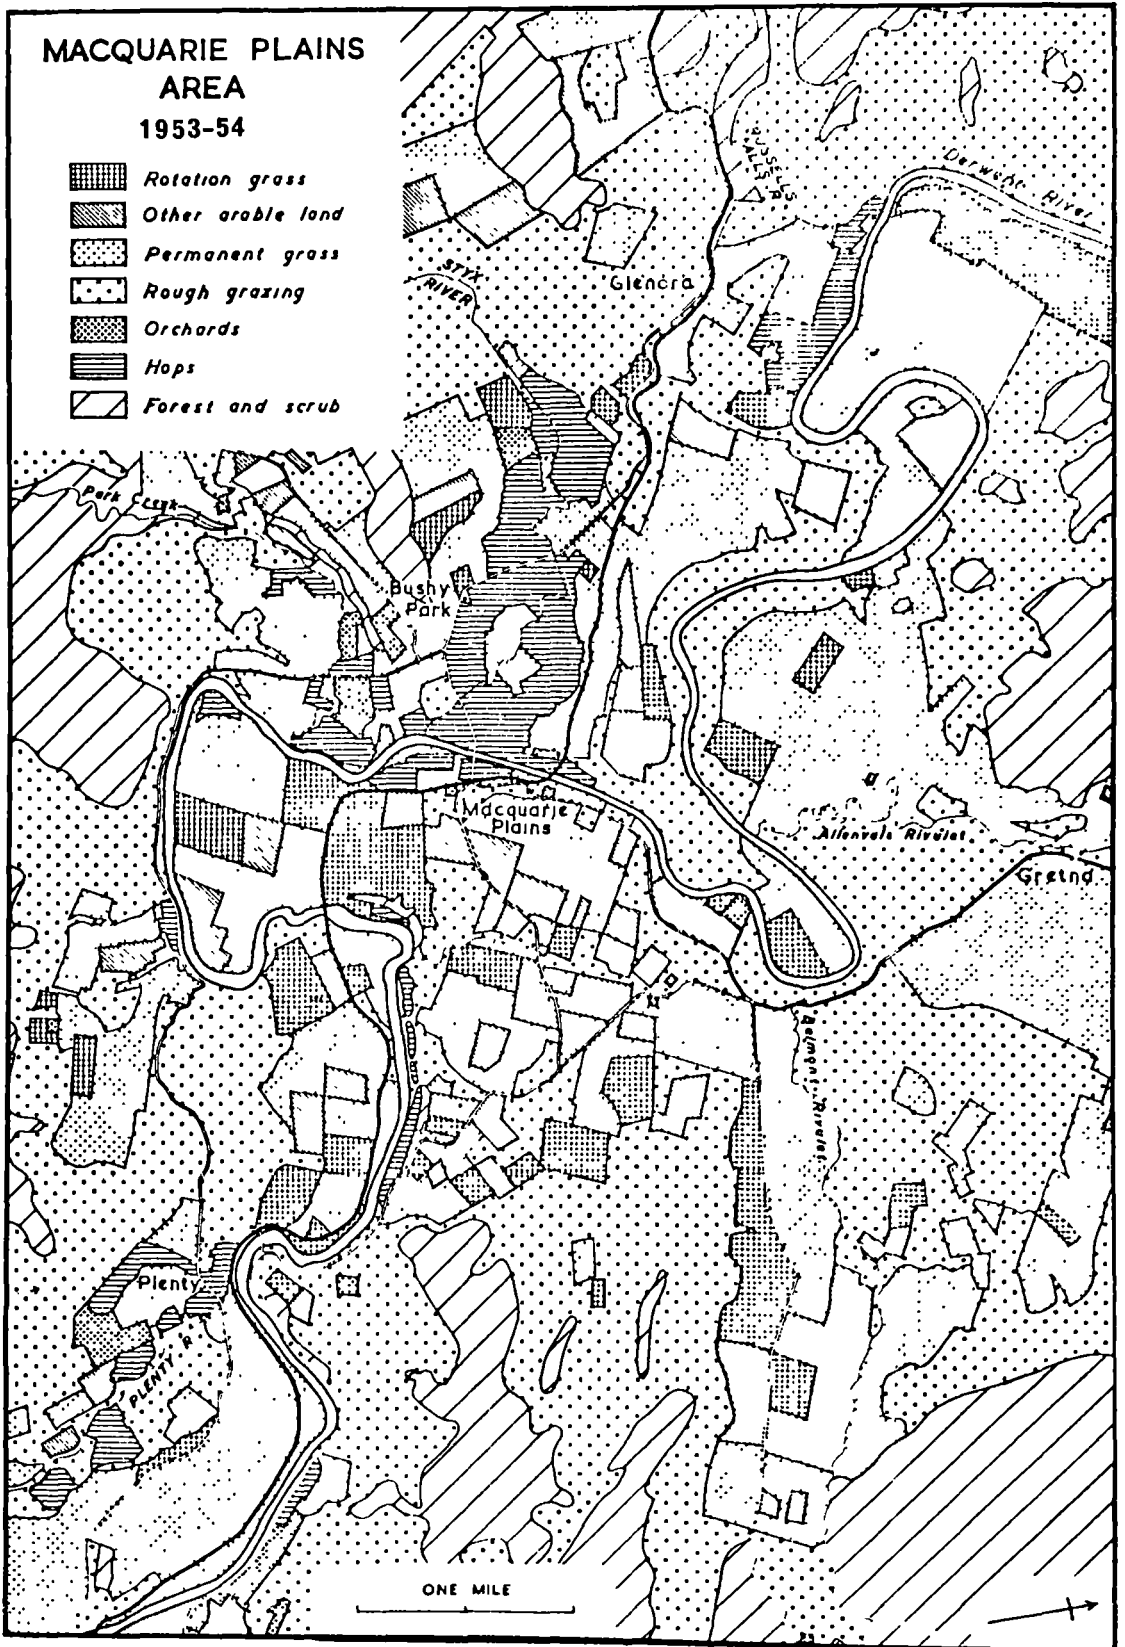 MACQUARIE PLAINS
AREA
1953-54
Rotation grass
Other arable land
Permanent grass
Rough grazing
Orchards
Hops
Forest and scrub
RUSSELL
FALLS R
Derwent River
STYX
RIVER
Glenora
Park Creek
Bushy
Park
Macquarie
Plains
Allenvale Rivulet
Gretna
Belmont Rivulet
Plenty
PLENTY R
ONE MILE